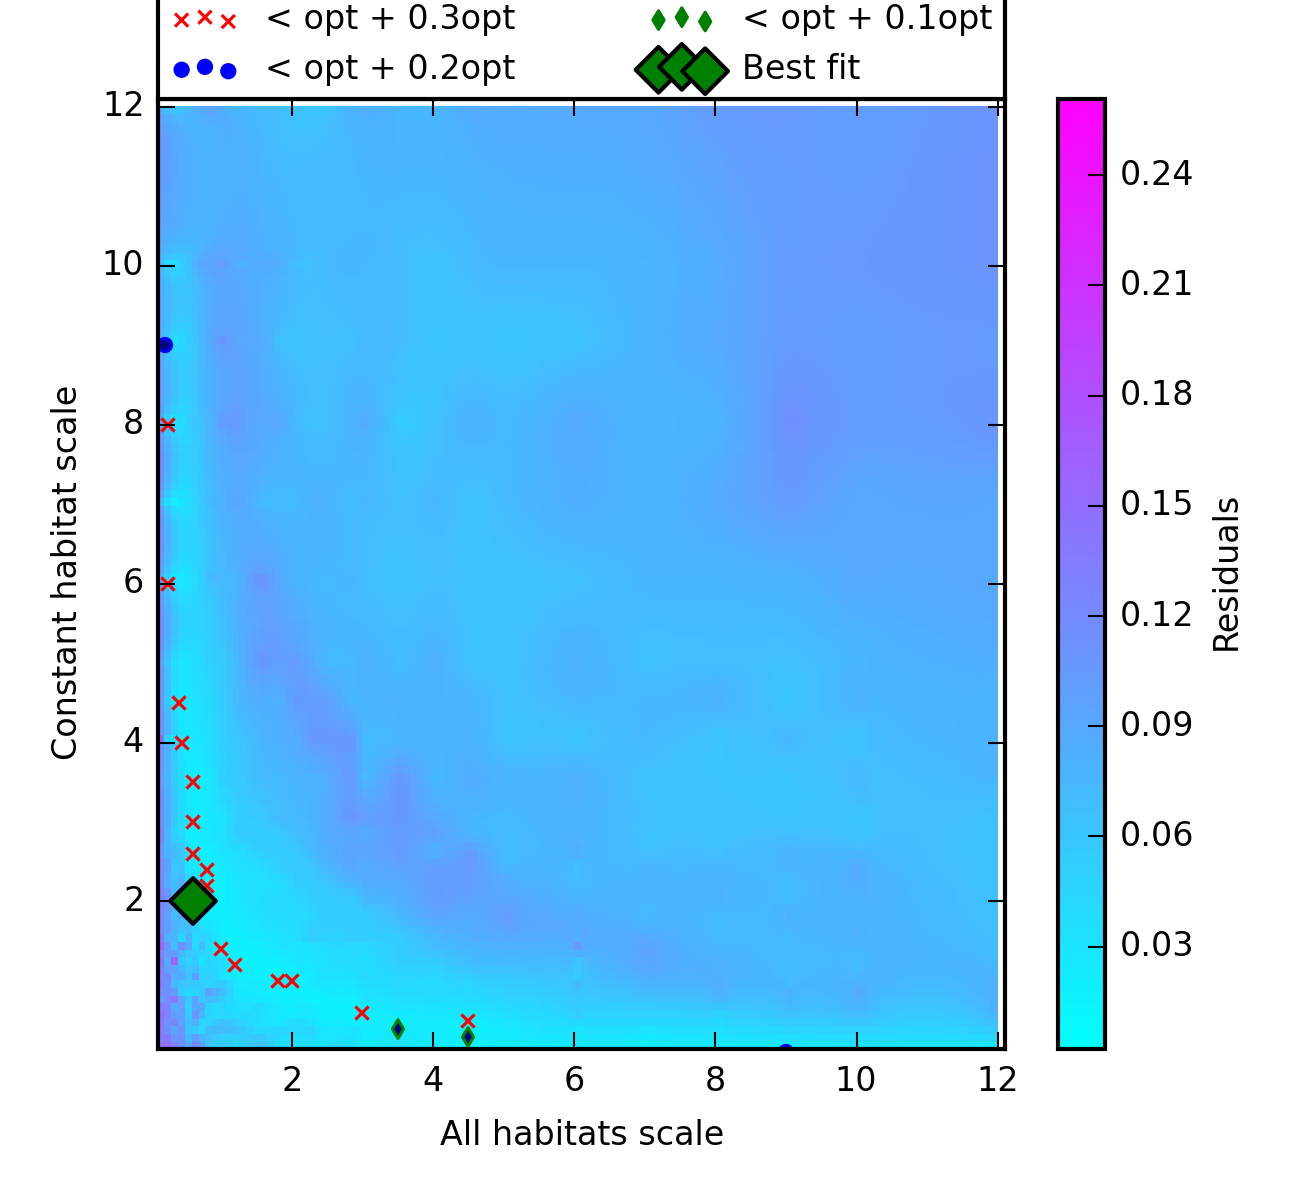 < opt + 0.3opt
< opt + 0.1opt
< opt + 0.2opt
Best fit
12
10
8
6
4
2
Constant habitat scale
2 4 6 8 10 12
All habitats scale
0.24
0.21
0.18
0.15
0.12
0.09
0.06
0.03
Residuals